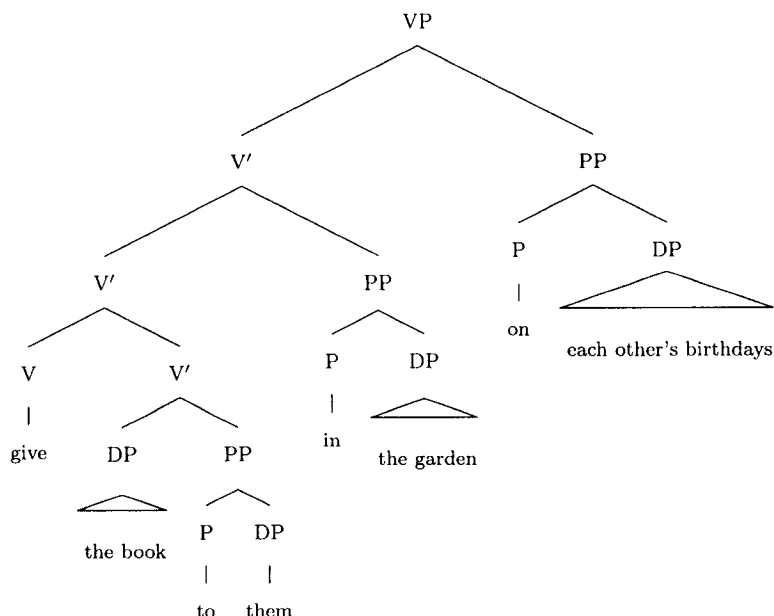 VP
V′ PP
V′ PP P DP
on each other's birthdays
V V′ P DP
give DP PP in the garden
the book P DP
to them